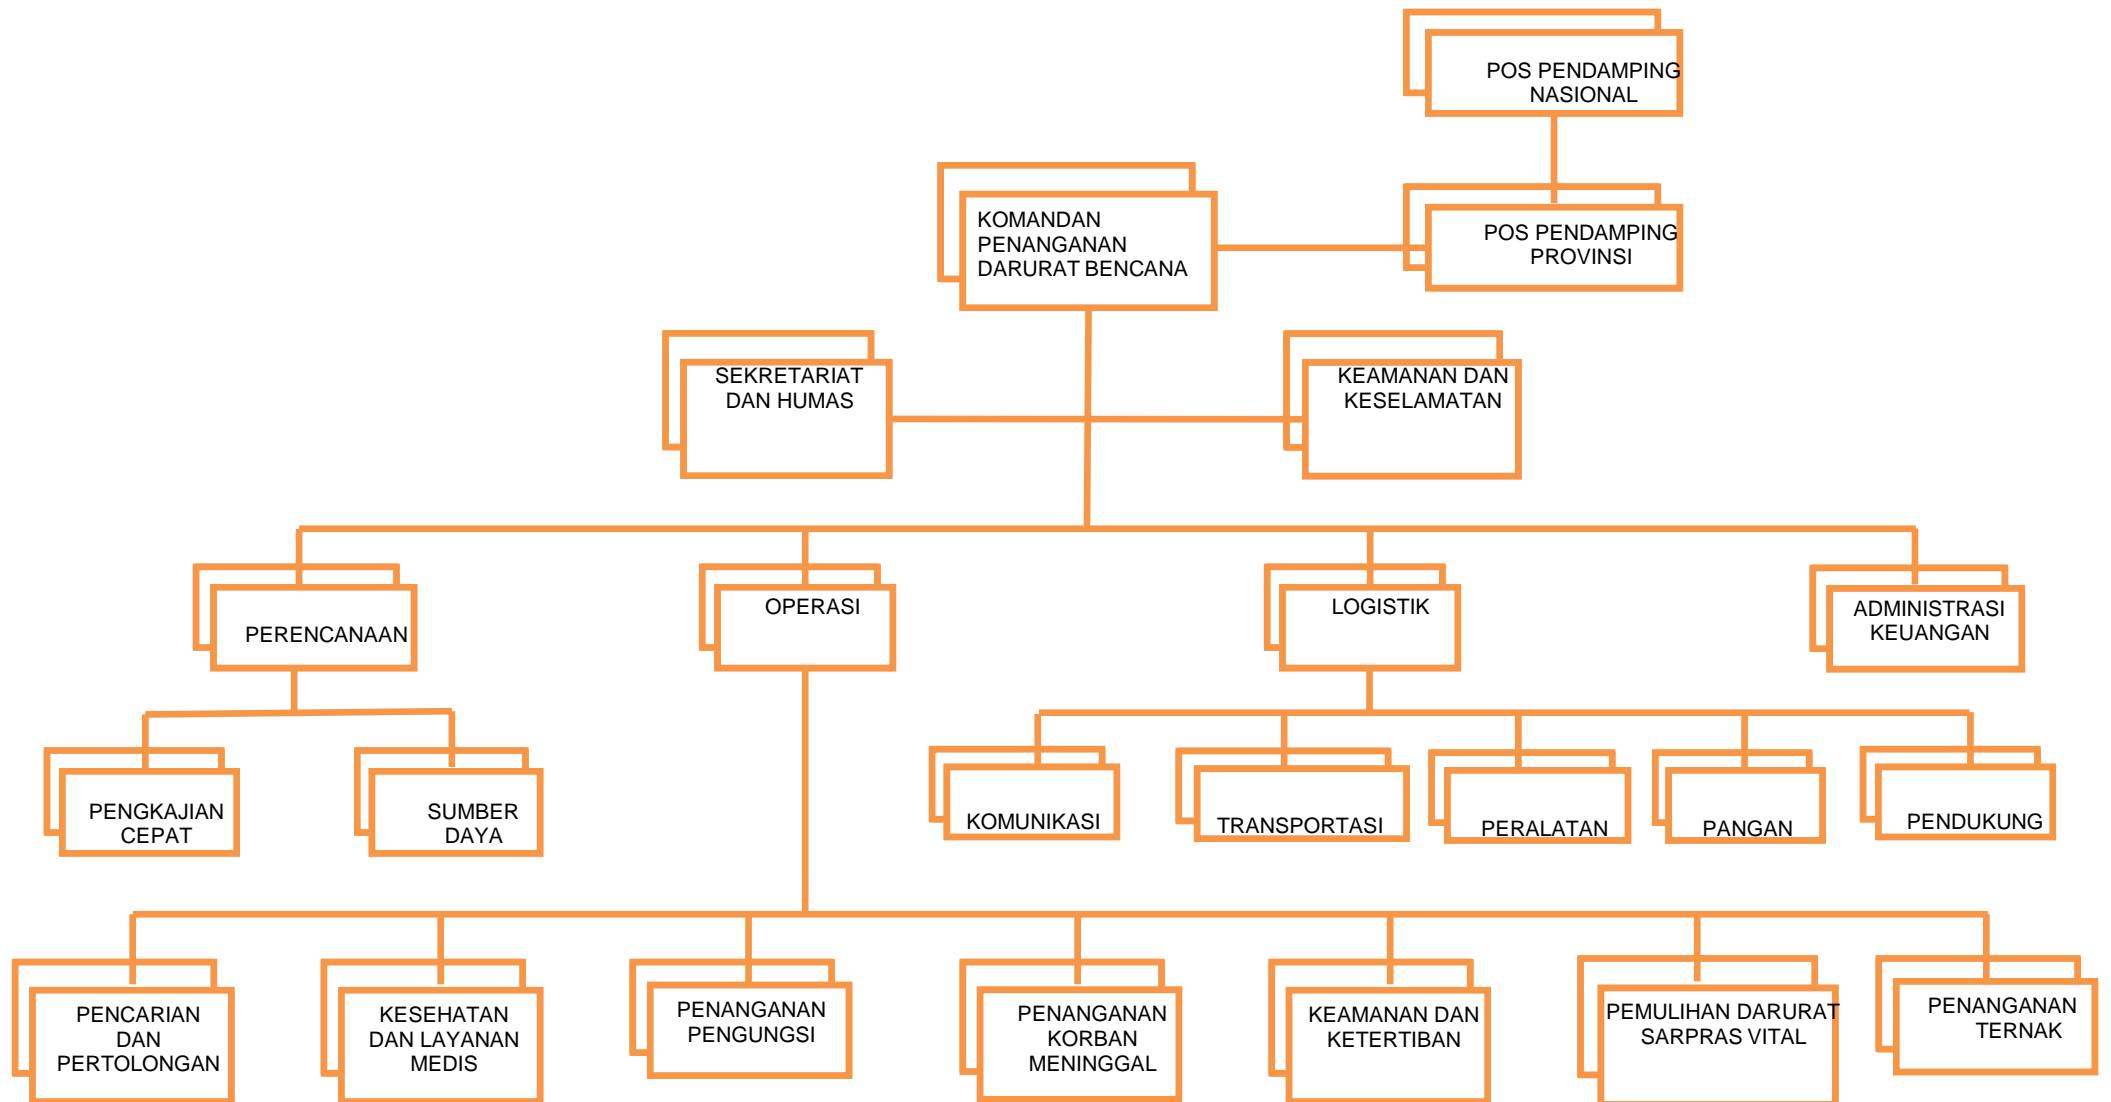 POS PENDAMPING
NASIONAL
KOMANDAN
PENANGANAN
DARURAT BENCANA
POS PENDAMPING
PROVINSI
SEKRETARIAT
DAN HUMAS
KEAMANAN DAN
KESELAMATAN
PERENCANAAN
OPERASI
LOGISTIK
ADMINISTRASI
KEUANGAN
PENGKAJIAN
CEPAT
SUMBER
DAYA
KOMUNIKASI
TRANSPORTASI
PERALATAN
PANGAN
PENDUKUNG
PENCARIAN
DAN
PERTOLONGAN
KESEHATAN
DAN LAYANAN
MEDIS
PENANGANAN
PENGUNGSI
PENANGANAN
KORBAN
MENINGGAL
KEAMANAN DAN
KETERTIBAN
PEMULIHAN DARURAT
SARPRAS VITAL
PENANGANAN
TERNAK